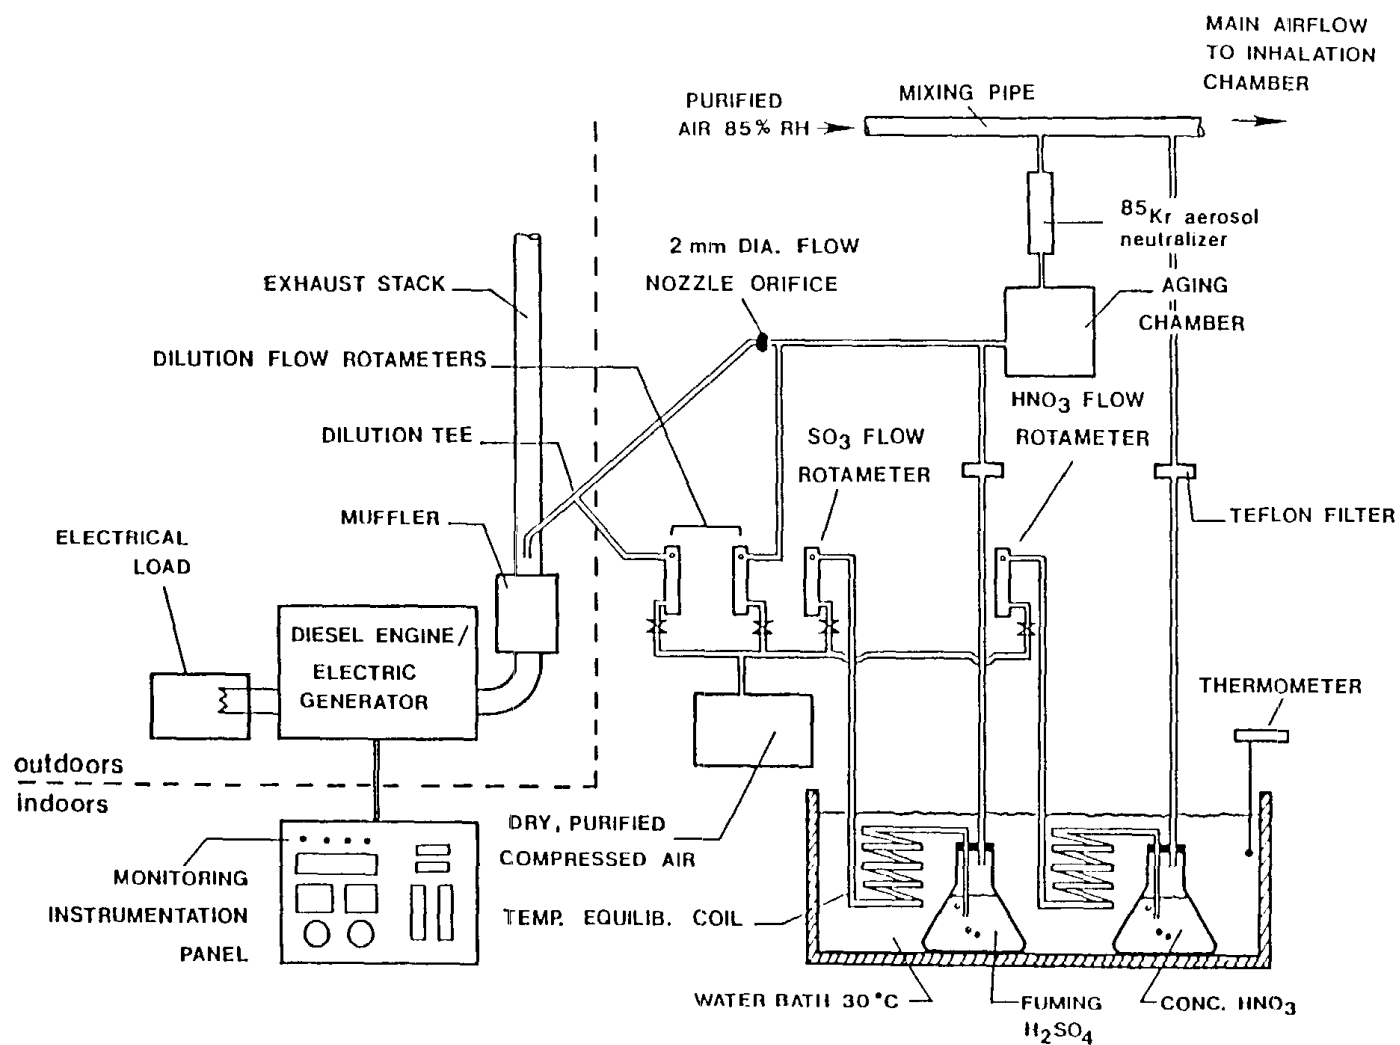 MAIN AIRFLOW
TO INHALATION
CHAMBER
MIXING PIPE
PURIFIED
AIR 85% RH
85Kr aerosol
neutralizer
2 mm DIA. FLOW
NOZZLE ORIFICE
EXHAUST STACK
AGING
CHAMBER
DILUTION FLOW ROTAMETERS
HNO3 FLOW
ROTAMETER
DILUTION TEE
SO3 FLOW
ROTAMETER
MUFFLER
TEFLON FILTER
ELECTRICAL
LOAD
DIESEL ENGINE/
ELECTRIC
GENERATOR
THERMOMETER
outdoors
indoors
DRY, PURIFIED
COMPRESSED AIR
MONITORING
INSTRUMENTATION
PANEL
TEMP. EQUILIB. COIL
WATER BATH 30°C
FUMING
H2SO4
CONC. HNO3